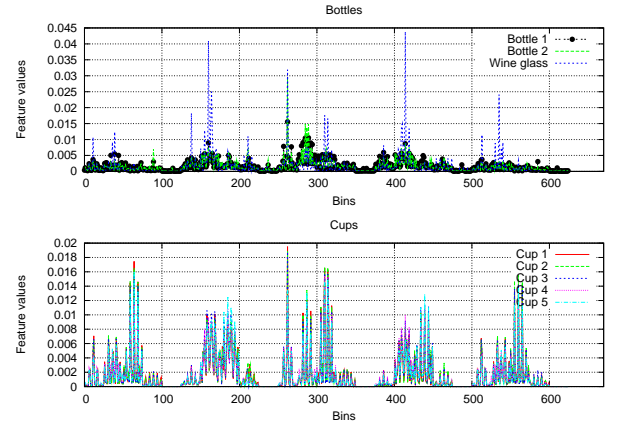 Bottles
0.045
0.04
0.035
0.03
0.025
0.02
0.015
0.01
0.005
0
Feature values
Bottle 1
Bottle 2
Wine glass
0 100 200 300 400 500 600
Bins
Cups
0.02
0.018
0.016
0.014
0.012
0.01
0.008
0.006
0.004
0.002
0
Feature values
Cup 1
Cup 2
Cup 3
Cup 4
Cup 5
0 100 200 300 400 500 600
Bins